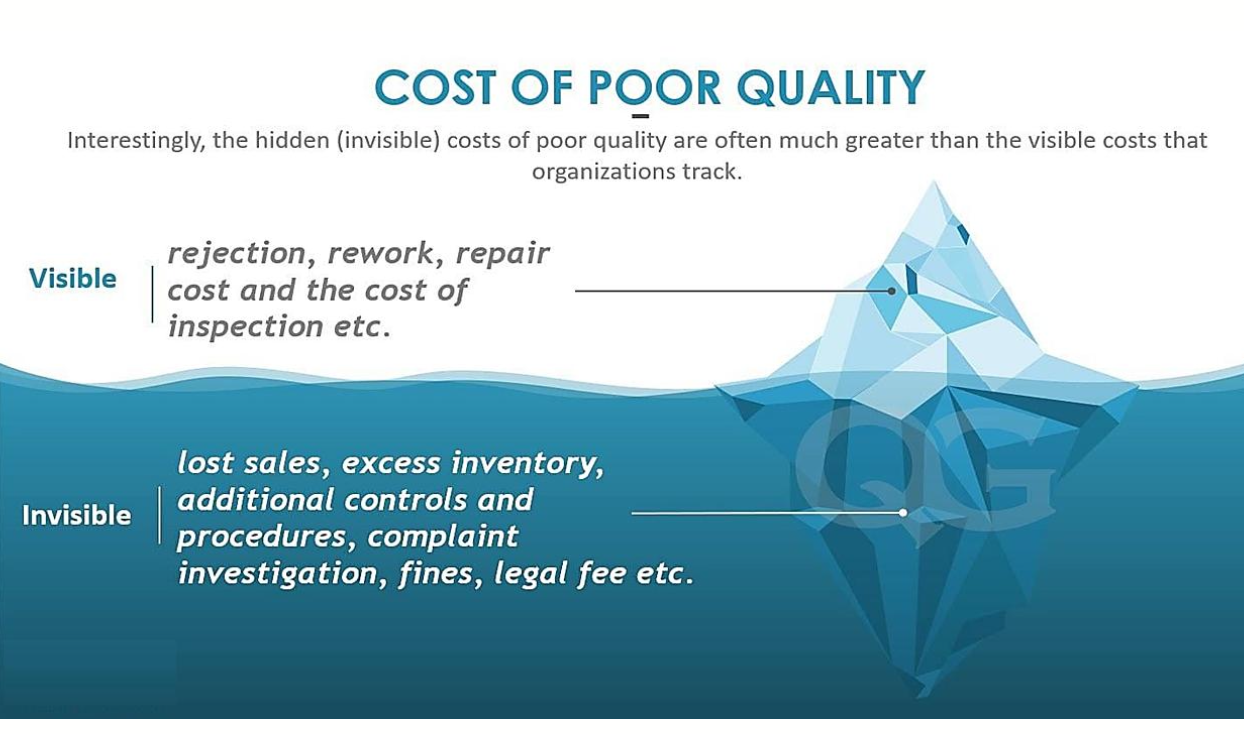 COST OF POOR QUALITY
Interestingly, the hidden (invisible) costs of poor quality are often much greater than the visible costs that
organizations track.
Visible
rejection, rework, repair
cost and the cost of
inspection etc.
Invisible
lost sales, excess inventory,
additional controls and
procedures, complaint
investigation, fines, legal fee etc.
QG